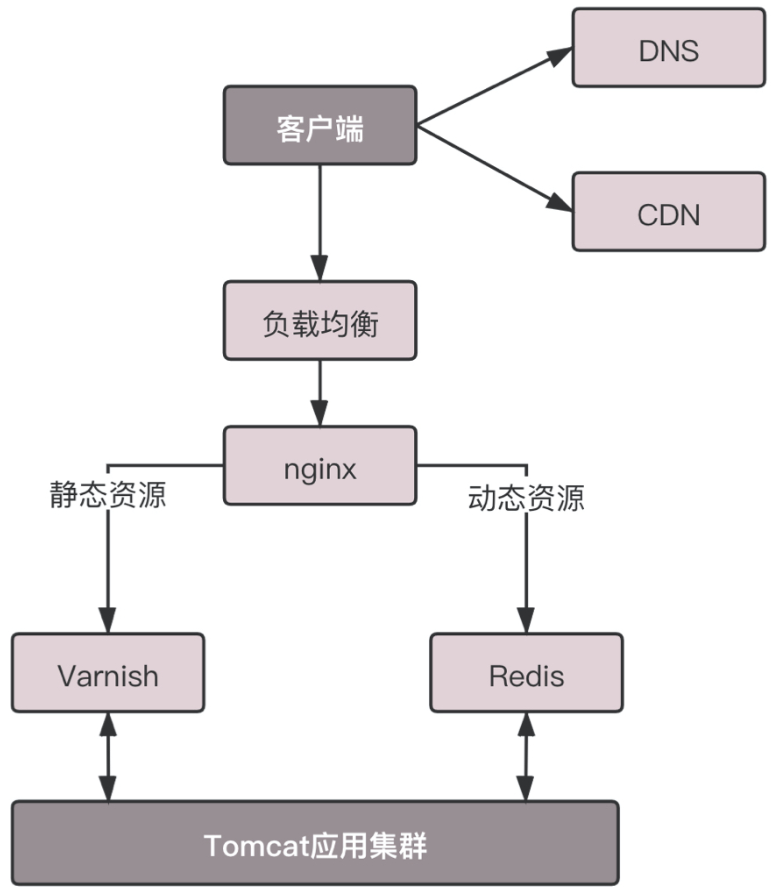 DNS
客户端
CDN
负载均衡
nginx
静态资源
动态资源
Varnish
Redis
Tomcat应用集群